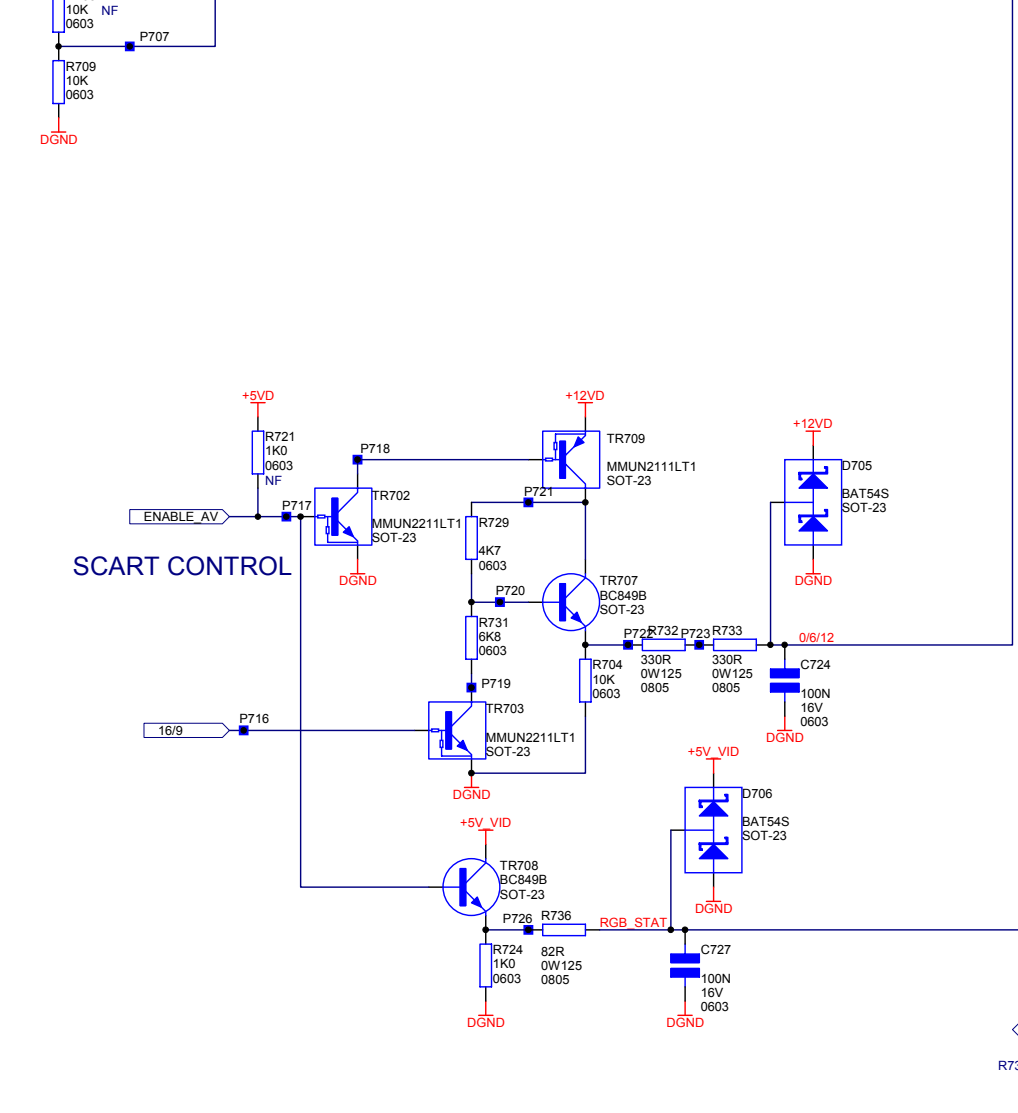 10K NF
0603
P707
R709
10K
0603
DGND
+5VD
R721
1K0
0603
NF
P718
P717
ENABLE_AV
TR702
MMUN2211LT1
SOT-23
DGND
SCART CONTROL
+12VD
TR709
MMUN2111LT1
SOT-23
P721
R729
4K7
0603
P720
TR707
BC849B
SOT-23
R731
6K8
0603
P719
P722
R732
330R
0W125
0805
P723
R733
330R
0W125
0805
R704
10K
0603
+12VD
D705
BAT54S
SOT-23
DGND
0/6/12
C724
100N
16V
0603
DGND
16/9
P716
TR703
MMUN2211LT1
SOT-23
DGND
+5V_VID
D706
BAT54S
SOT-23
DGND
+5V_VID
TR708
BC849B
SOT-23
P726
R736
82R
0W125
0805
RGB_STAT
R724
1K0
0603
DGND
C727
100N
16V
0603
DGND